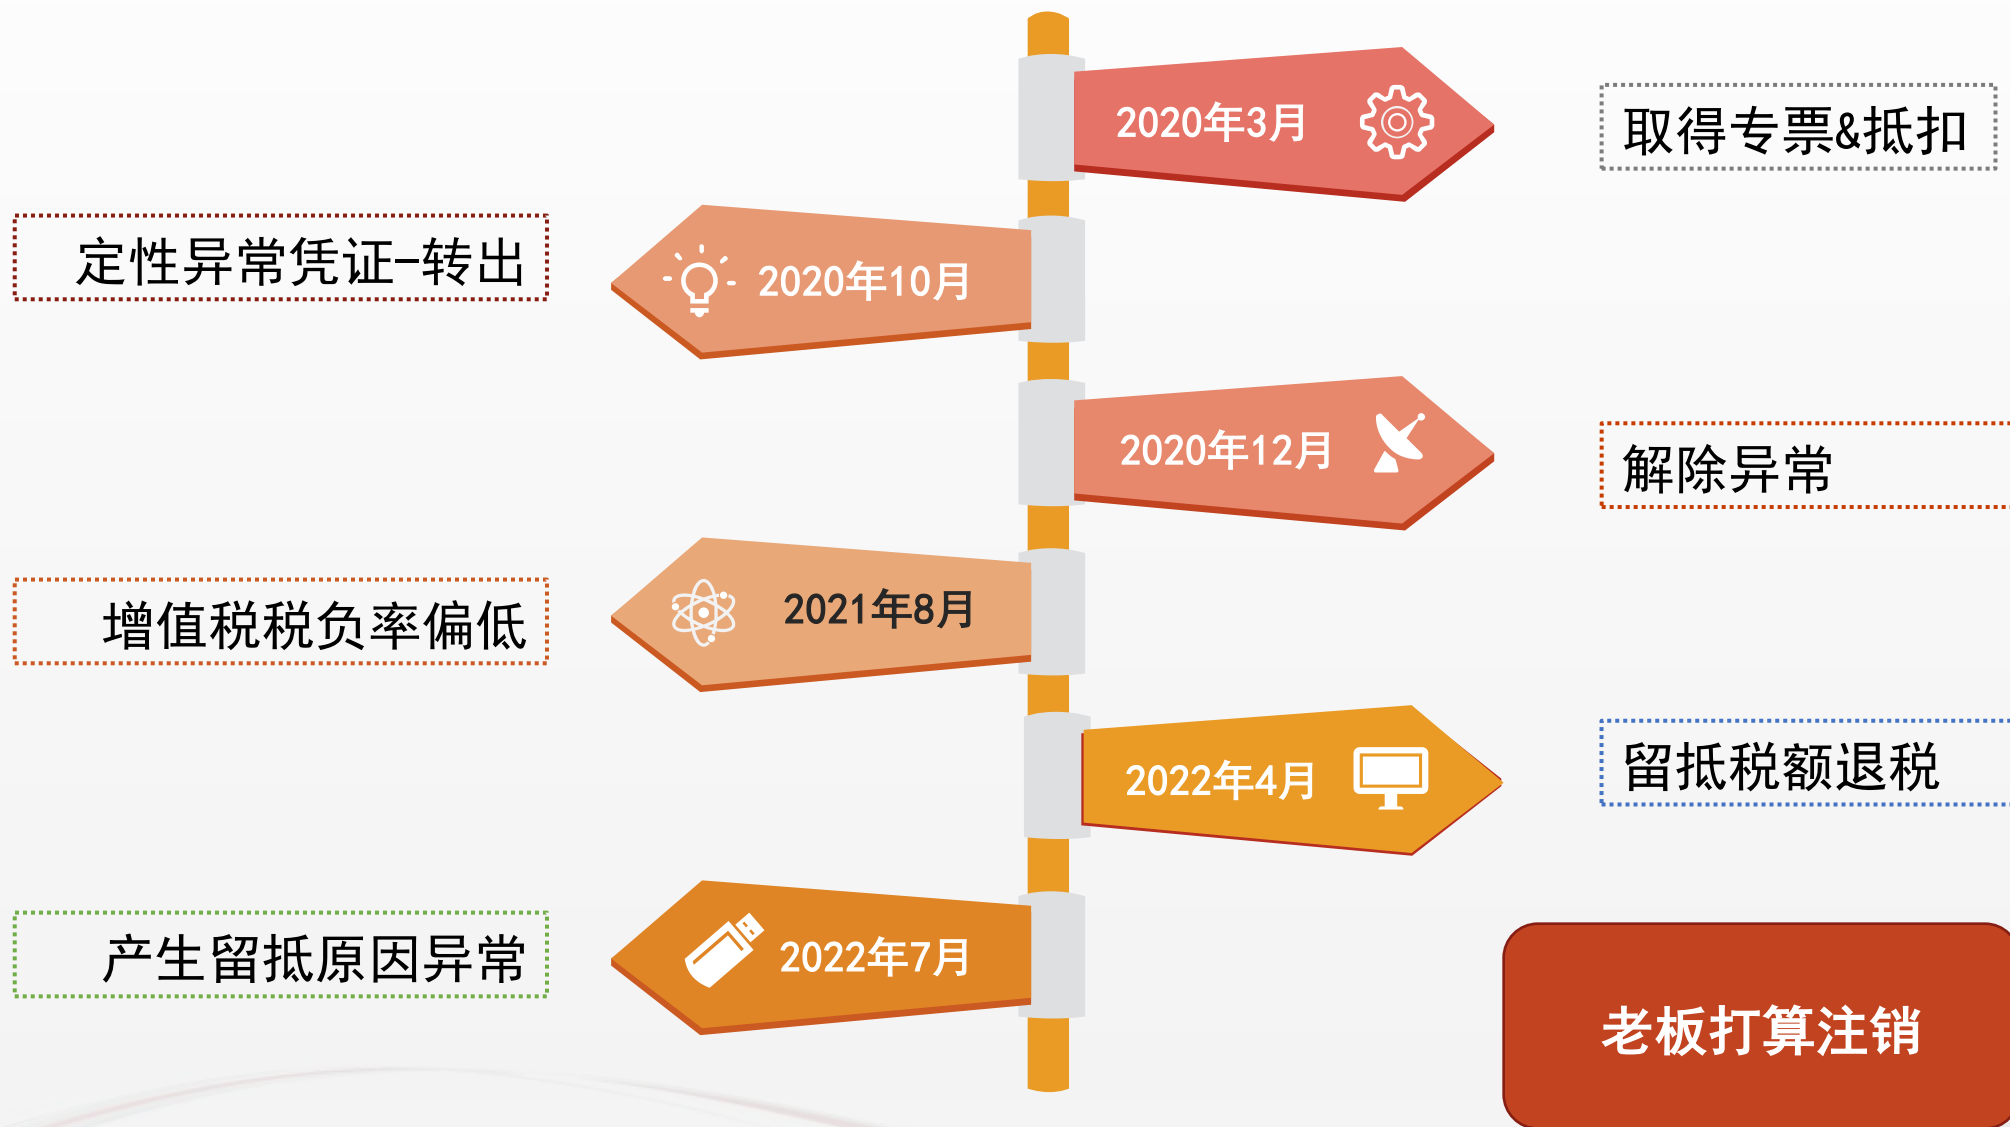 2020年3月
取得专票&抵扣
定性异常凭证-转出
2020年10月
2020年12月
解除异常
增值税税负率偏低
2021年8月
2022年4月
留抵税额退税
产生留抵原因异常
2022年7月
老板打算注销